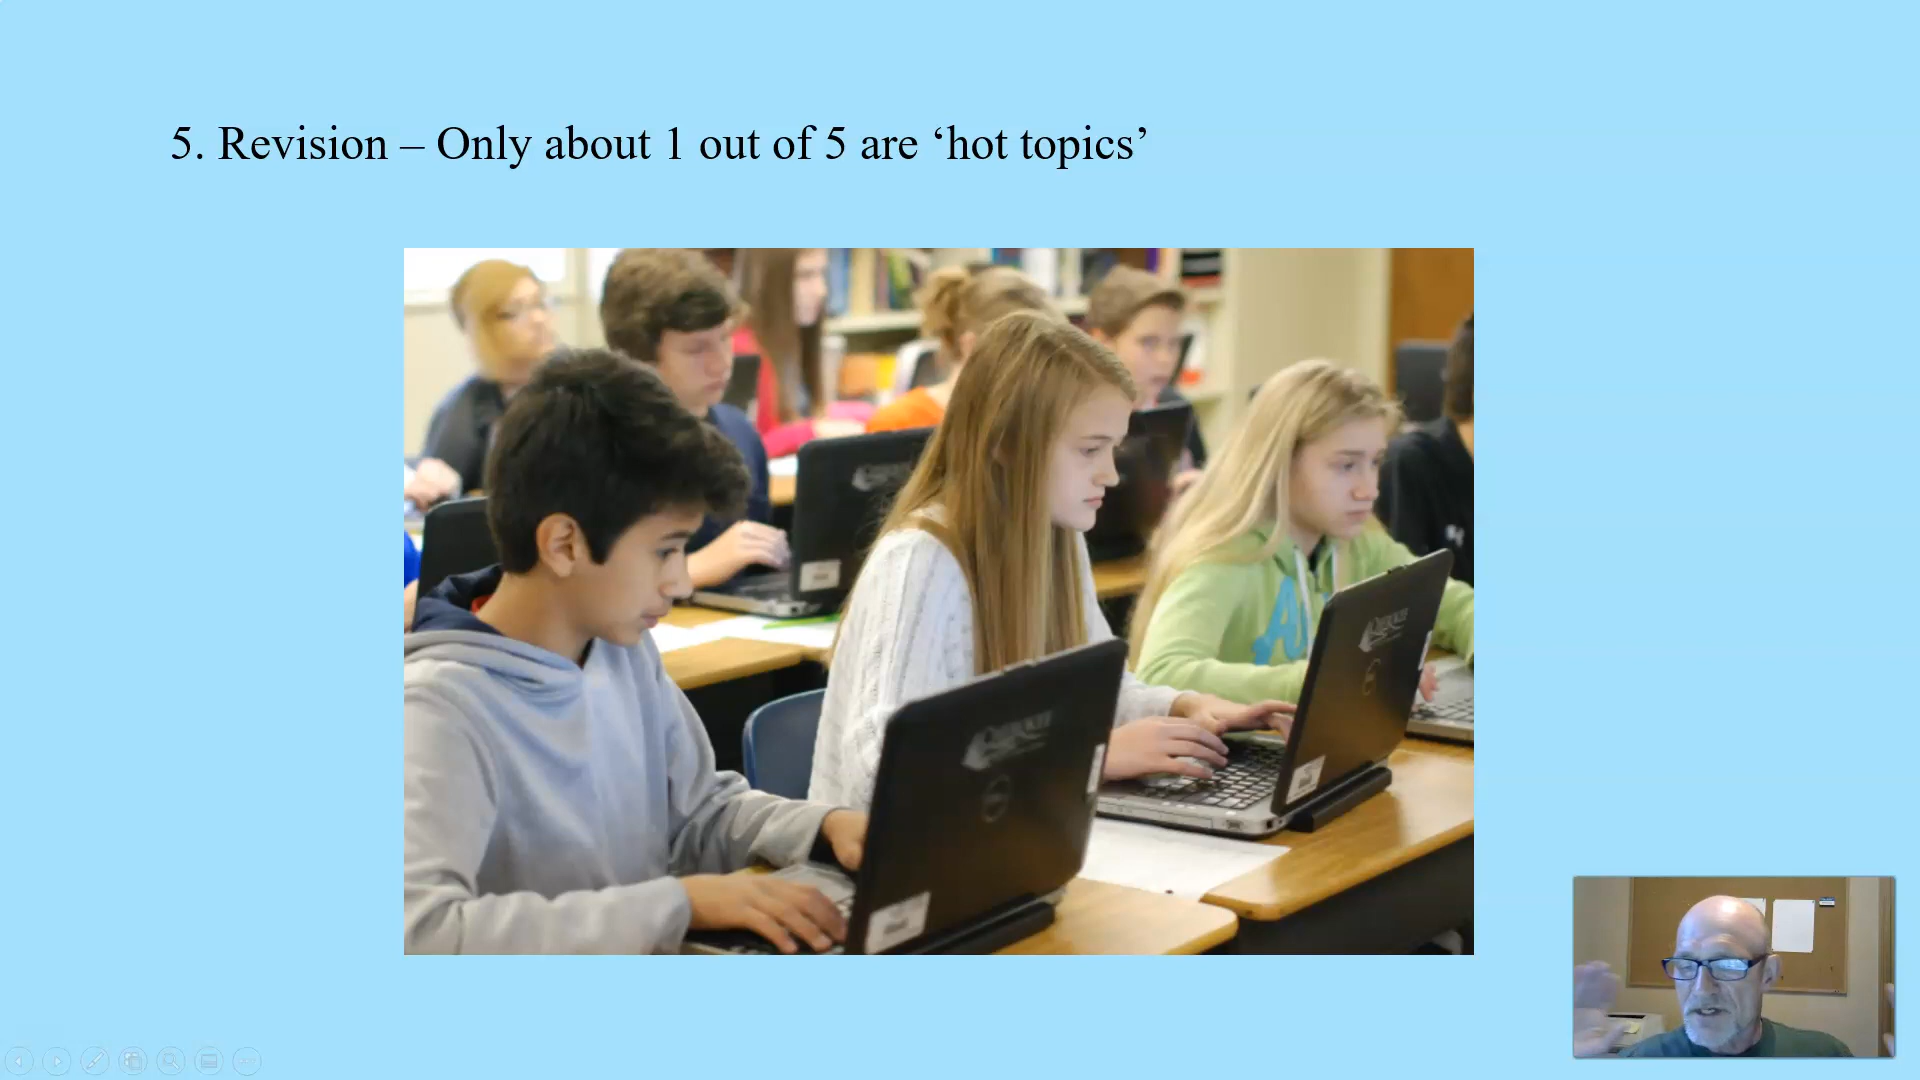 5. Revision – Only about 1 out of 5 are ‘hot topics’